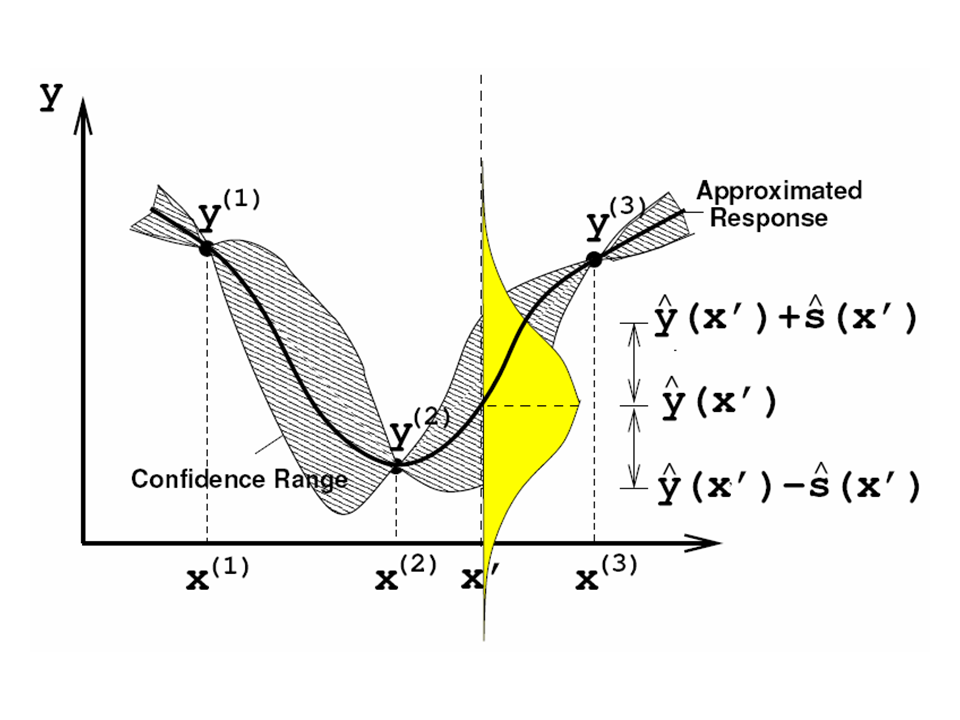 y
y(1)
y(3)
Approximated
Response
ŷ(x′)+ŝ(x′)
ŷ(x′)
y(2)
Confidence Range
ŷ(x′)−ŝ(x′)
x(1) x(2) x′ x(3)